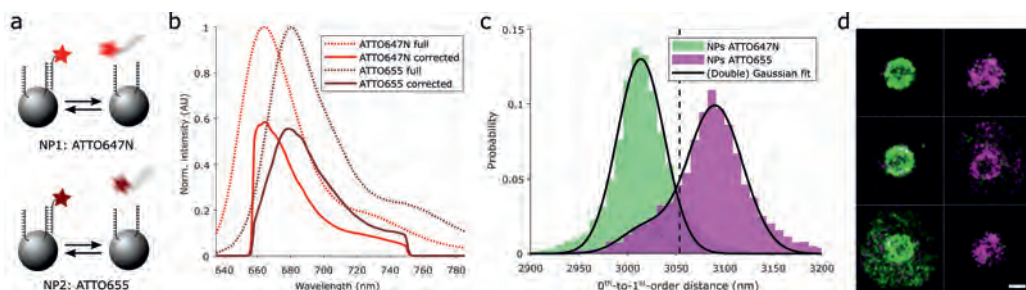 a
NP1: ATTO647N
NP2: ATTO655
b
Norm. intensity (AU)
1
0.8
0.6
0.4
0.2
0
640 660 680 700 720 740 760 780
Wavelength (nm)
ATTO647N full
ATTO647N corrected
ATTO655 full
ATTO655 corrected
c
Probability
0.15
0.1
0.05
0
2900 2950 3000 3050 3100 3150 3200
0th-to-1st-order distance (nm)
NPs ATTO647N
NPs ATTO655
(Double) Gaussian fit
d